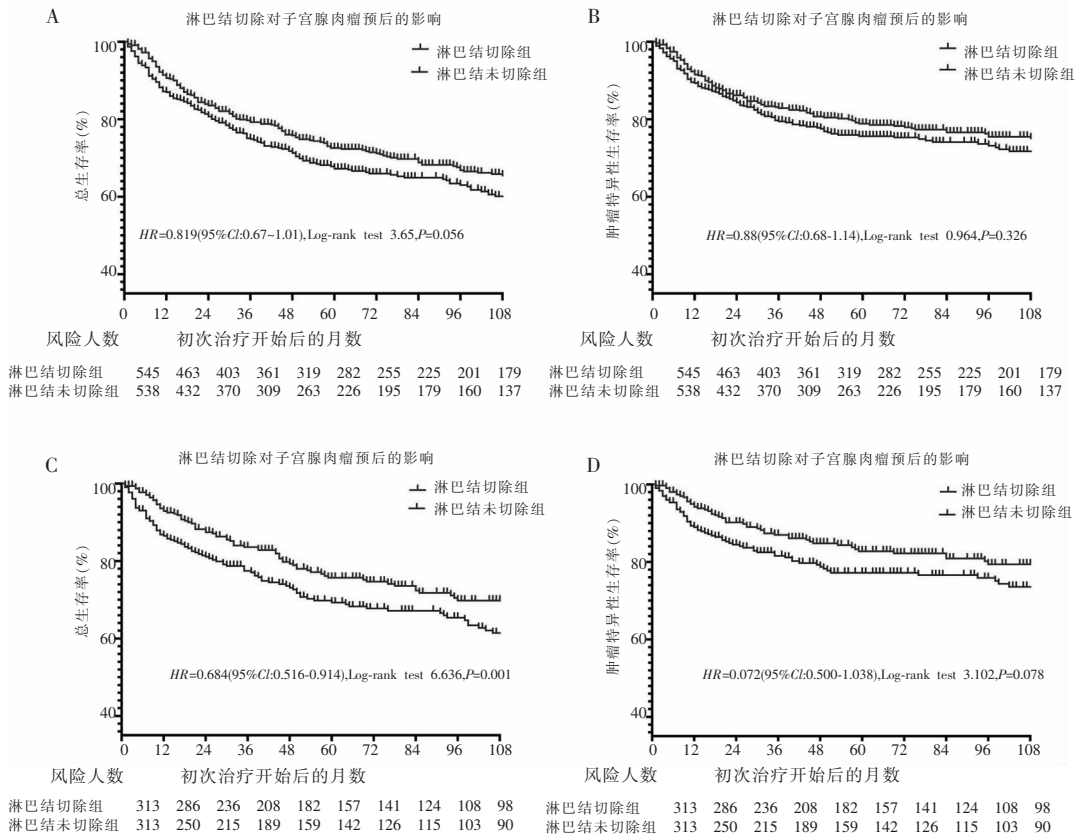 A
淋巴结切除对子宫腺肉瘤预后的影响
淋巴结切除组
淋巴结未切除组
总生存率(%)
100
80
60
40
HR=0.819(95%Cl:0.67~1.01),Log-rank test 3.65,P=0.056
0 12 24 36 48 60 72 84 96 108
风险人数 初次治疗开始后的月数
淋巴结切除组 545 463 403 361 319 282 255 225 201 179
淋巴结未切除组 538 432 370 309 263 226 195 179 160 137
B
淋巴结切除对子宫腺肉瘤预后的影响
淋巴结切除组
淋巴结未切除组
肿瘤特异性生存率(%)
100
80
60
40
HR=0.88(95%Cl:0.68-1.14),Log-rank test 0.964,P=0.326
0 12 24 36 48 60 72 84 96 108
风险人数 初次治疗开始后的月数
淋巴结切除组 545 463 403 361 319 282 255 225 201 179
淋巴结未切除组 538 432 370 309 263 226 195 179 160 137
C
淋巴结切除对子宫腺肉瘤预后的影响
淋巴结切除组
淋巴结未切除组
总生存率(%)
100
80
60
40
HR=0.684(95%Cl:0.516-0.914),Log-rank test 6.636,P=0.001
0 12 24 36 48 60 72 84 96 108
风险人数 初次治疗开始后的月数
淋巴结切除组 313 286 236 208 182 157 141 124 108 98
淋巴结未切除组 313 250 215 189 159 142 126 115 103 90
D
淋巴结切除对子宫腺肉瘤预后的影响
淋巴结切除组
淋巴结未切除组
肿瘤特异性生存率(%)
100
80
60
40
HR=0.072(95%Cl:0.500-1.038),Log-rank test 3.102,P=0.078
0 12 24 36 48 60 72 84 96 108
风险人数 初次治疗开始后的月数
淋巴结切除组 313 286 236 208 182 157 141 124 108 98
淋巴结未切除组 313 250 215 189 159 142 126 115 103 90